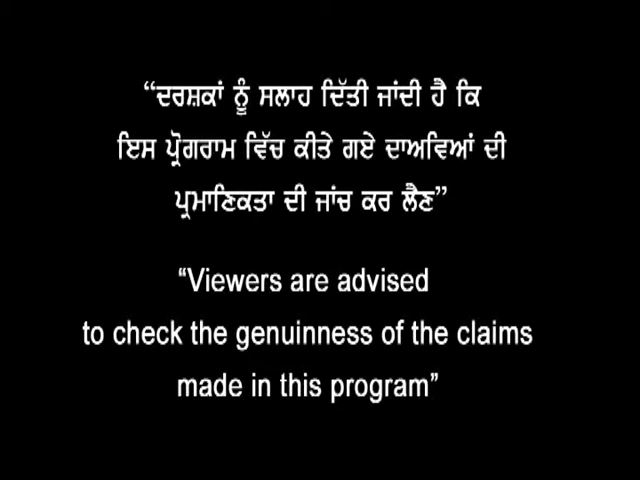 “ਦਰਸ਼ਕਾਂ ਨੂੰ ਸਲਾਹ ਦਿੱਤੀ ਜਾਂਦੀ ਹੈ ਕਿ
ਇਸ ਪ੍ਰੋਗਰਾਮ ਵਿੱਚ ਕੀਤੇ ਗਏ ਦਾਅਵਿਆਂ ਦੀ
ਪ੍ਰਮਾਣਿਕਤਾ ਦੀ ਜਾਂਚ ਕਰ ਲੈਣ”
“Viewers are advised
to check the genuinness of the claims
made in this program”